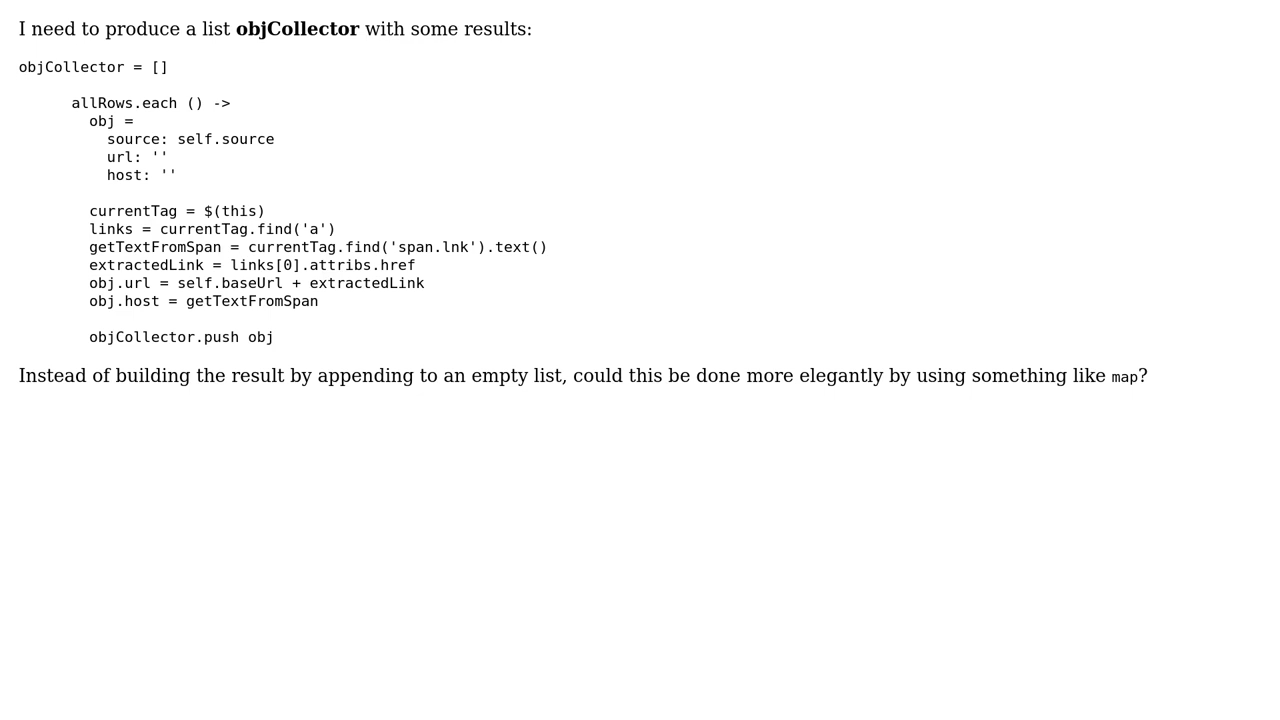 I need to produce a list objCollector with some results:
objCollector = []
allRows.each () ->
obj =
source: self.source
url: ''
host: ''
currentTag = $(this)
links = currentTag.find('a')
getTextFromSpan = currentTag.find('span.lnk').text()
extractedLink = links[0].attribs.href
obj.url = self.baseUrl + extractedLink
obj.host = getTextFromSpan
objCollector.push obj
Instead of building the result by appending to an empty list, could this be done more elegantly by using something like map?